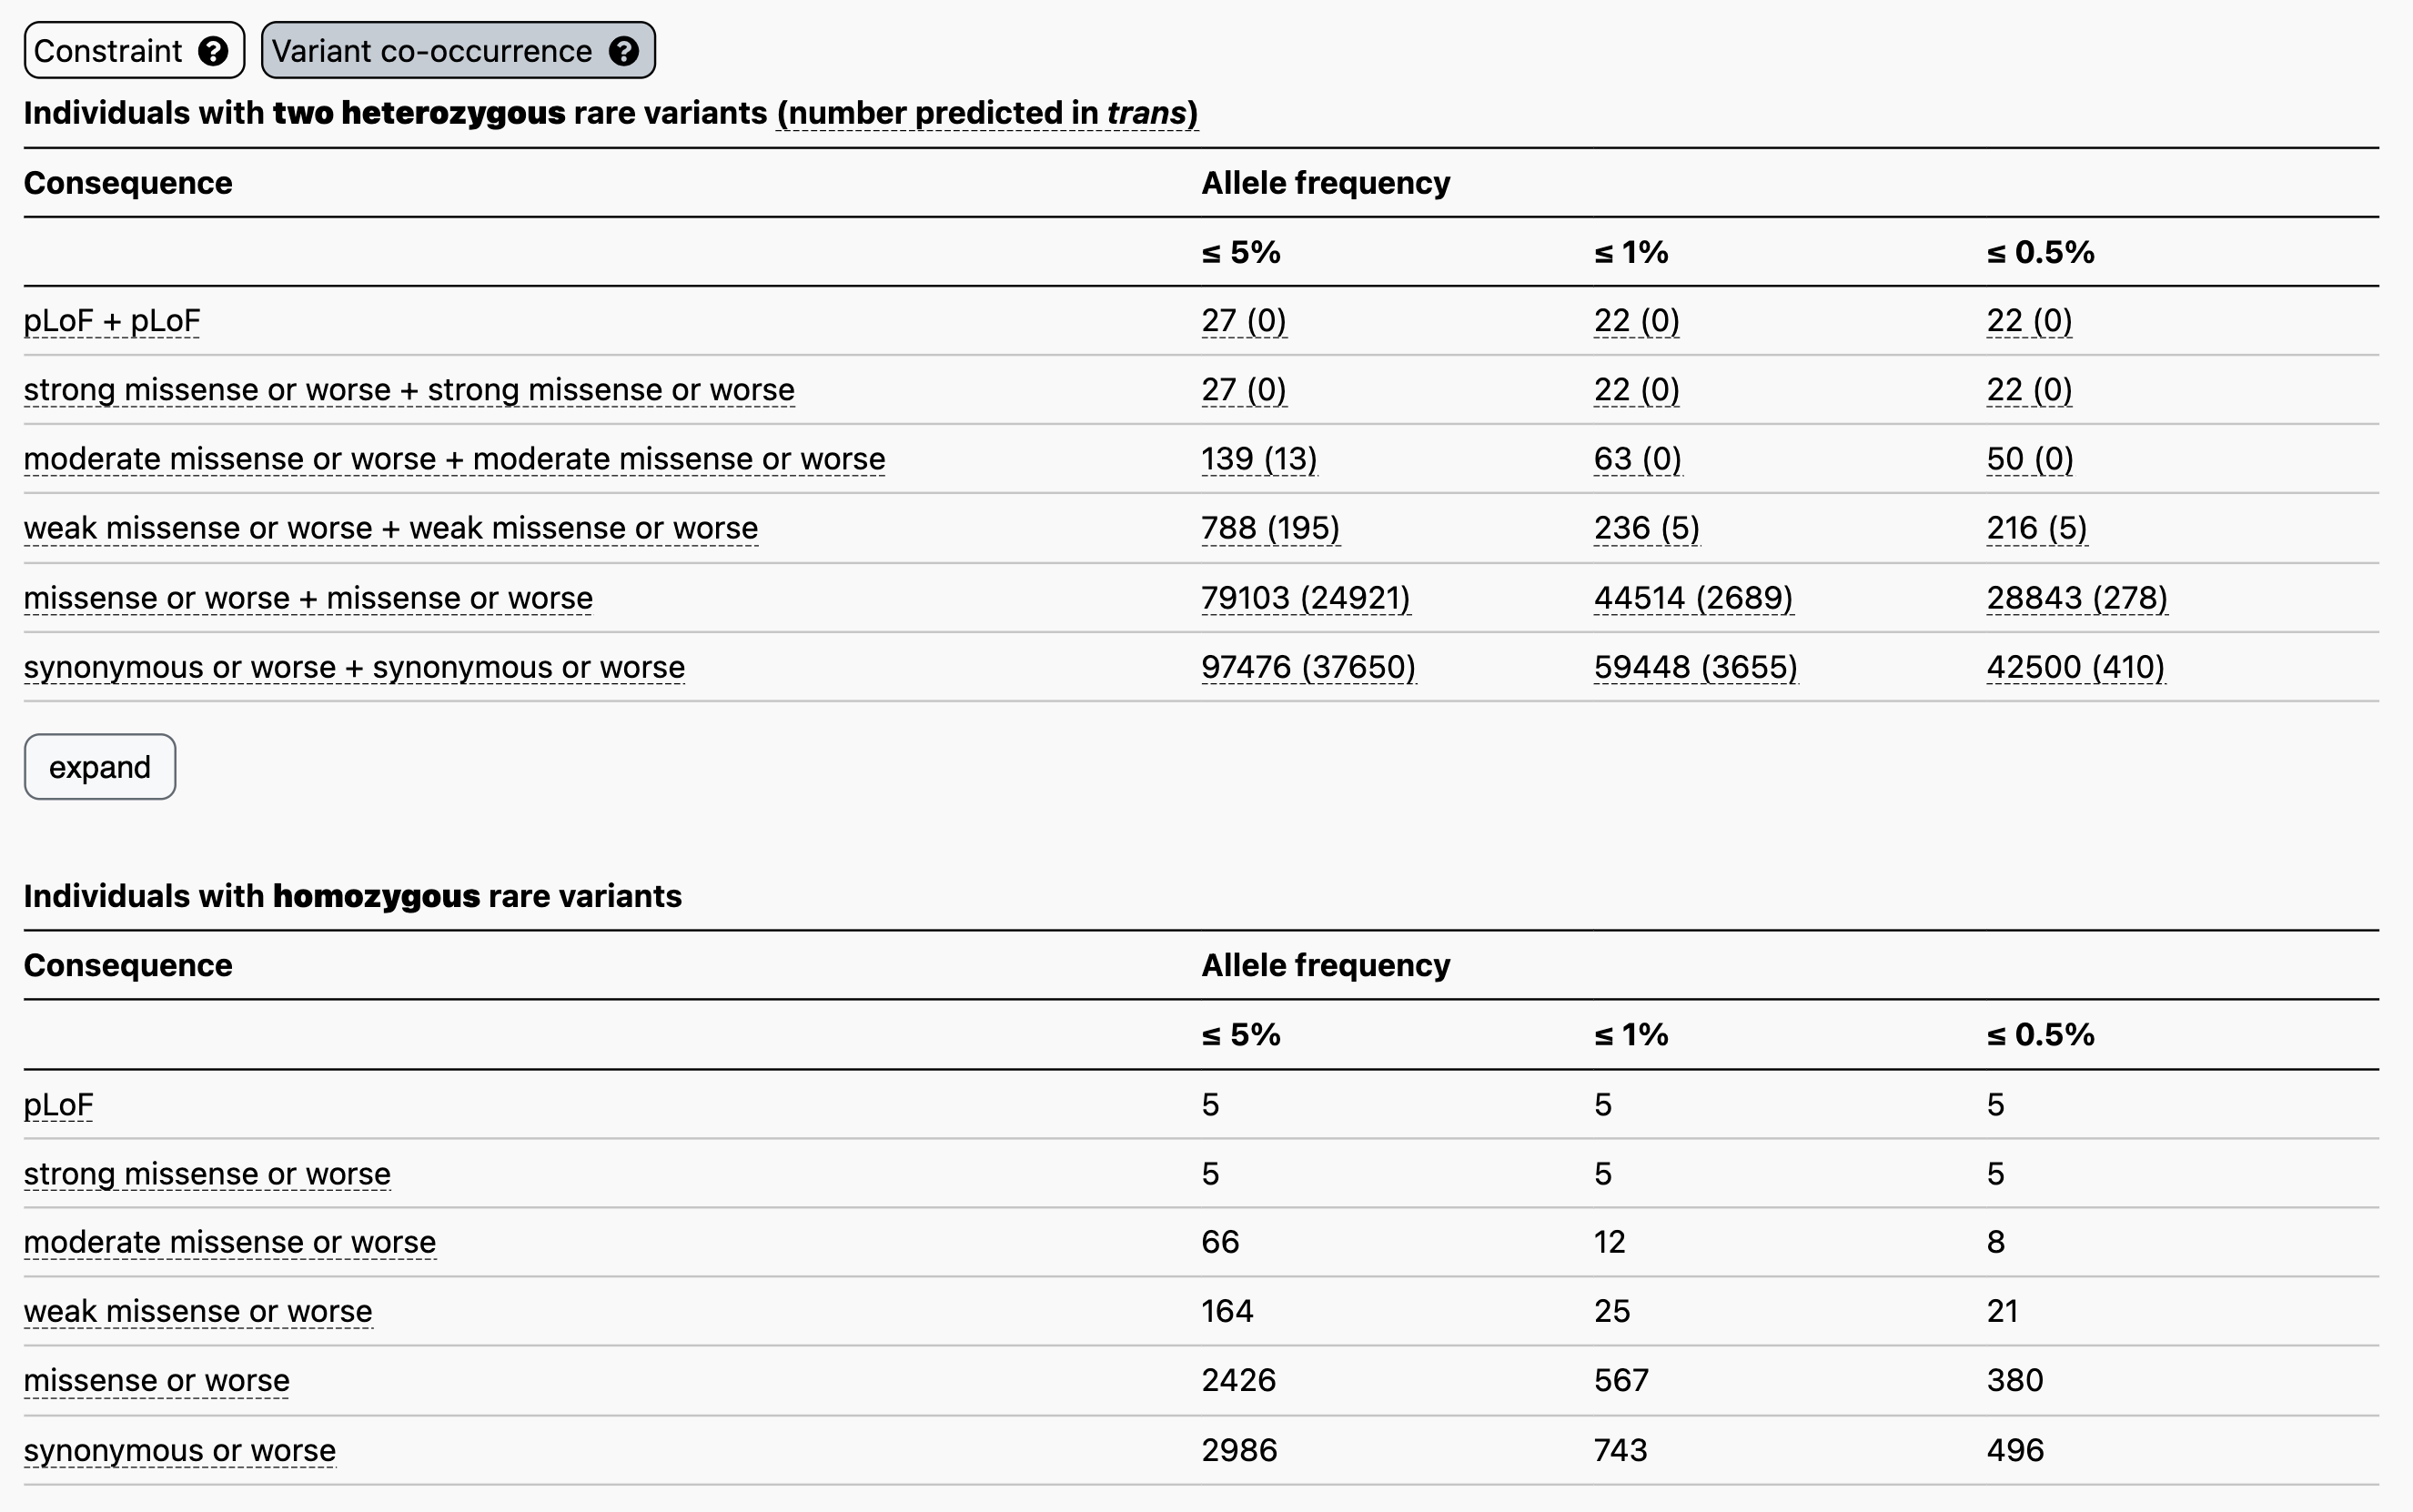 Constraint ? Variant co-occurrence ?
Individuals with two heterozygous rare variants (number predicted in trans)
Consequence Allele frequency
≤ 5% ≤ 1% ≤ 0.5%
pLoF + pLoF 27 (0) 22 (0) 22 (0)
strong missense or worse + strong missense or worse 27 (0) 22 (0) 22 (0)
moderate missense or worse + moderate missense or worse 139 (13) 63 (0) 50 (0)
weak missense or worse + weak missense or worse 788 (195) 236 (5) 216 (5)
missense or worse + missense or worse 79103 (24921) 44514 (2689) 28843 (278)
synonymous or worse + synonymous or worse 97476 (37650) 59448 (3655) 42500 (410)
expand
Individuals with homozygous rare variants
Consequence Allele frequency
≤ 5% ≤ 1% ≤ 0.5%
pLoF 5 5 5
strong missense or worse 5 5 5
moderate missense or worse 66 12 8
weak missense or worse 164 25 21
missense or worse 2426 567 380
synonymous or worse 2986 743 496